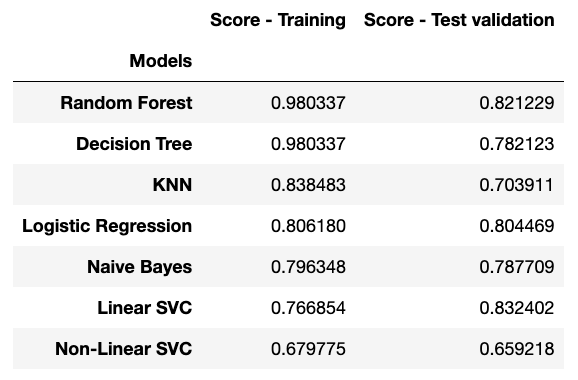 Score - Training Score - Test validation
Models
Random Forest 0.980337 0.821229
Decision Tree 0.980337 0.782123
KNN 0.838483 0.703911
Logistic Regression 0.806180 0.804469
Naive Bayes 0.796348 0.787709
Linear SVC 0.766854 0.832402
Non-Linear SVC 0.679775 0.659218